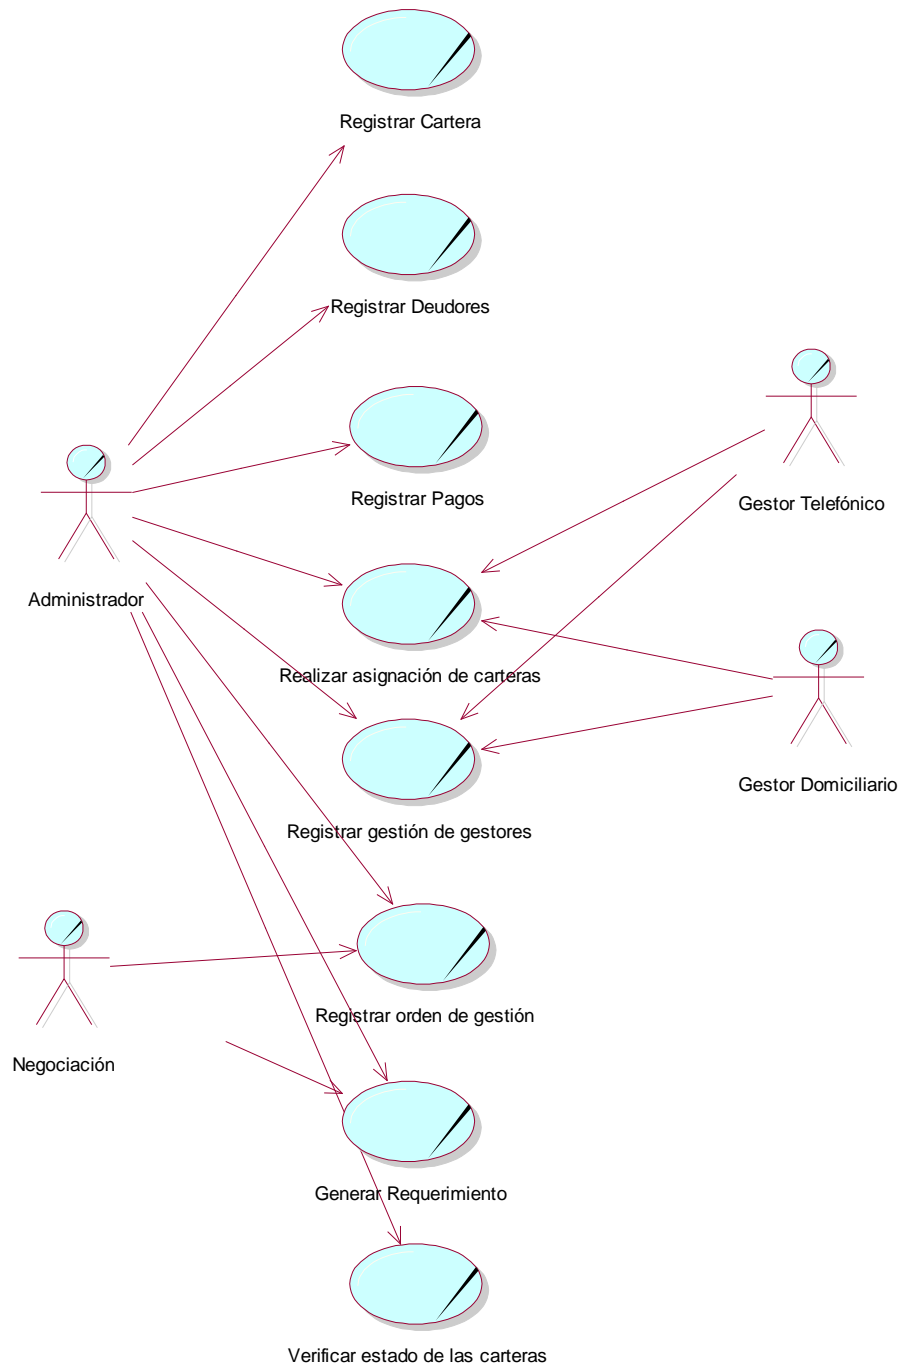 Registrar Cartera
Registrar Deudores
Registrar Pagos
Gestor Telefónico
Administrador
Realizar asignación de carteras
Gestor Domiciliario
Registrar gestión de gestores
Registrar orden de gestión
Negociación
Generar Requerimiento
Verificar estado de las carteras